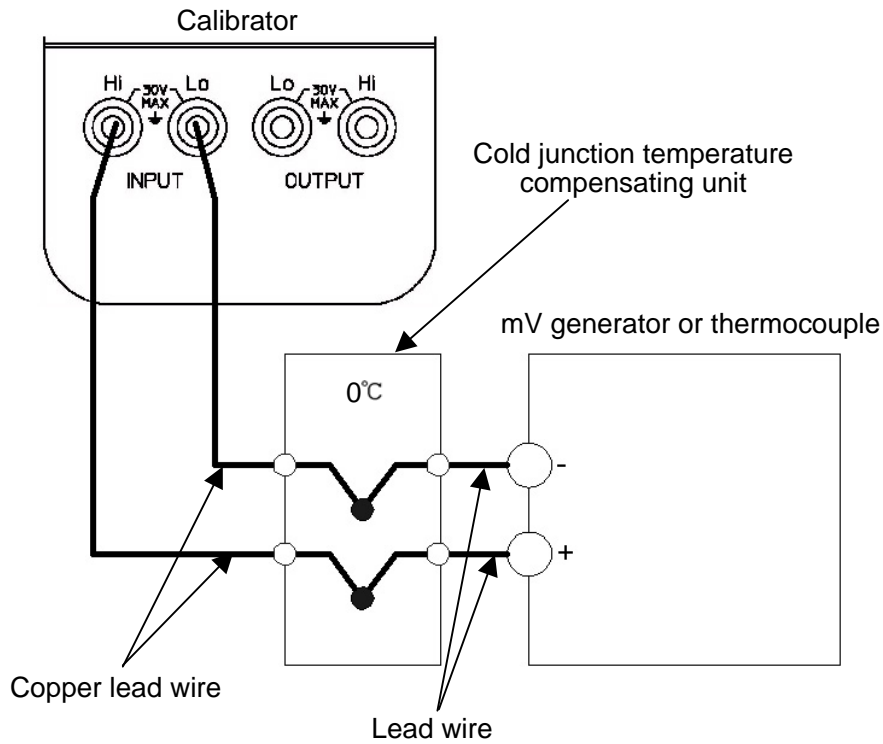 Calibrator
Hi 30V MAX Lo
Lo 30V MAX Hi
INPUT
OUTPUT
Cold junction temperature
compensating unit
mV generator or thermocouple
0℃
-
+
Copper lead wire
Lead wire